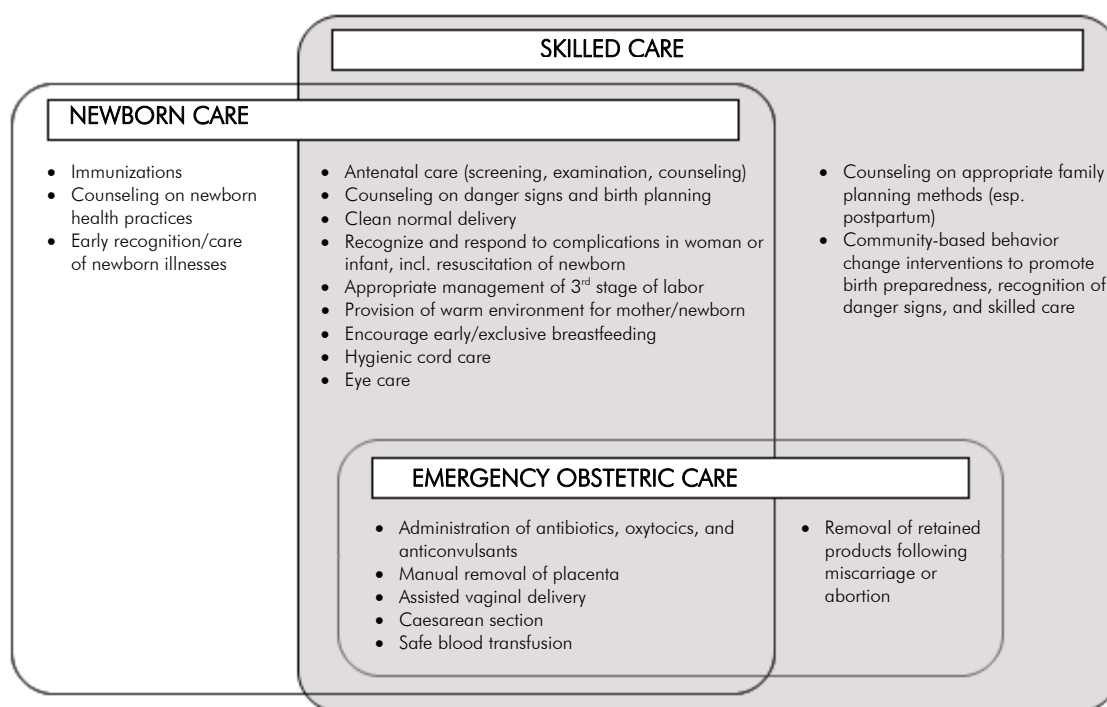 SKILLED CARE
NEWBORN CARE
• Immunizations
• Counseling on newborn
health practices
• Early recognition/care
of newborn illnesses
• Antenatal care (screening, examination, counseling)
• Counseling on danger signs and birth planning
• Clean normal delivery
• Recognize and respond to complications in woman or
infant, incl. resuscitation of newborn
• Appropriate management of 3rd stage of labor
• Provision of warm environment for mother/newborn
• Encourage early/exclusive breastfeeding
• Hygienic cord care
• Eye care
• Counseling on appropriate family
planning methods (esp.
postpartum)
• Community-based behavior
change interventions to promote
birth preparedness, recognition of
danger signs, and skilled care
EMERGENCY OBSTETRIC CARE
• Administration of antibiotics, oxytocics, and
anticonvulsants
• Manual removal of placenta
• Assisted vaginal delivery
• Caesarean section
• Safe blood transfusion
• Removal of retained
products following
miscarriage or
abortion